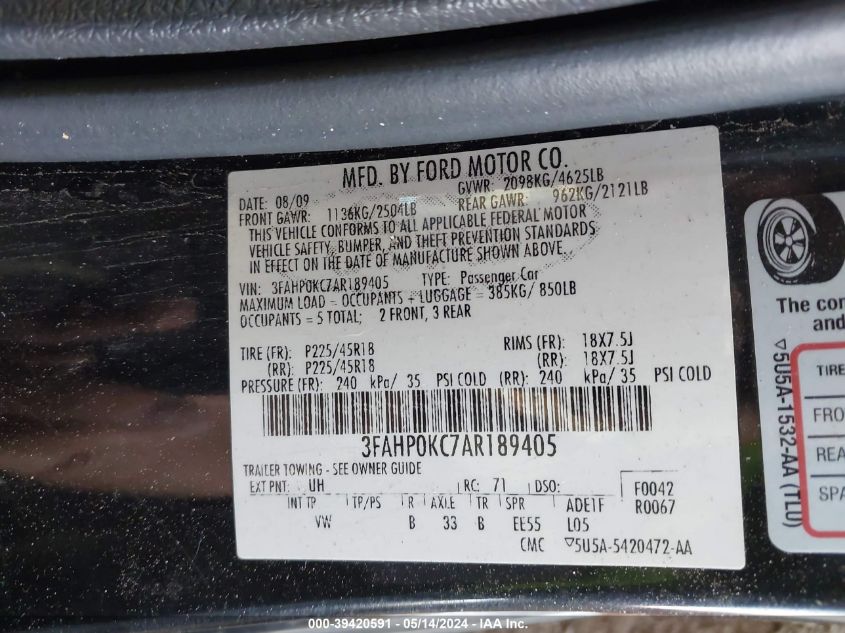 MFD. BY FORD MOTOR CO.
DATE: 08/09 GVWR: 2098KG/4625LB
FRONT GAWR: 1136KG/2504LB REAR GAWR: 962KG/2121LB
THIS VEHICLE CONFORMS TO ALL APPLICABLE FEDERAL MOTOR
VEHICLE SAFETY, BUMPER, AND THEFT PREVENTION STANDARDS
IN EFFECT ON THE DATE OF MANUFACTURE SHOWN ABOVE.
VIN: 3FAHP0KC7AR189405 TYPE: Passenger Car
MAXIMUM LOAD = OCCUPANTS + LUGGAGE = 385KG/ 850LB
OCCUPANTS = 5 TOTAL; 2 FRONT, 3 REAR
TIRE (FR): P225/45R18 RIMS (FR): 18X7.5J
(RR): P225/45R18 (RR): 18X7.5J
PRESSURE (FR): 240 kPa/ 35 PSI COLD (RR): 240 kPa/ 35 PSI COLD
3FAHP0KC7AR189405
TRAILER TOWING - SEE OWNER GUIDE
EXT PNT: UH RC: 71 DSO: F0042
INT TR TP/PS R AXLE TR SPR ADETF R0067
VW B 33 B EE55 L05
CMC ▽5U5A-5420472-AA
The con
and
TIRE
FRO
REA
SPA
▽5U5A-1532-AA (TLU)
000-39420591 - 05/14/2024 - IAA Inc.